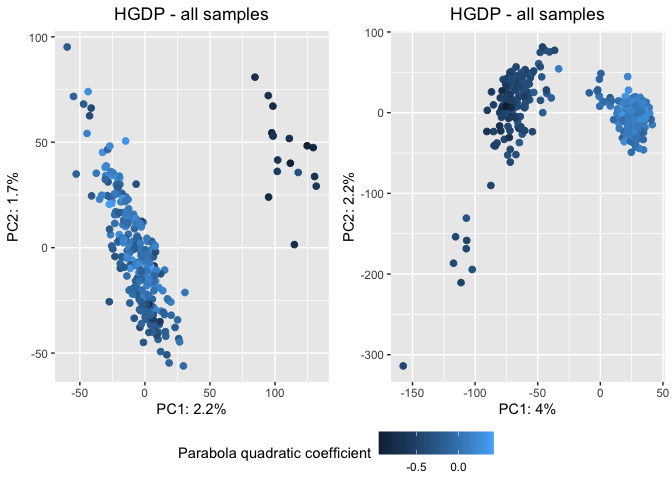 HGDP - all samples
HGDP - all samples
PC2: 1.7%
100
50
0
-50
-50
0
50
100
PC1: 2.2%
PC2: 2.2%
100
0
-100
-200
-300
-150
-100
-50
0
50
PC1: 4%
Parabola quadratic coefficient
-0.5
0.0